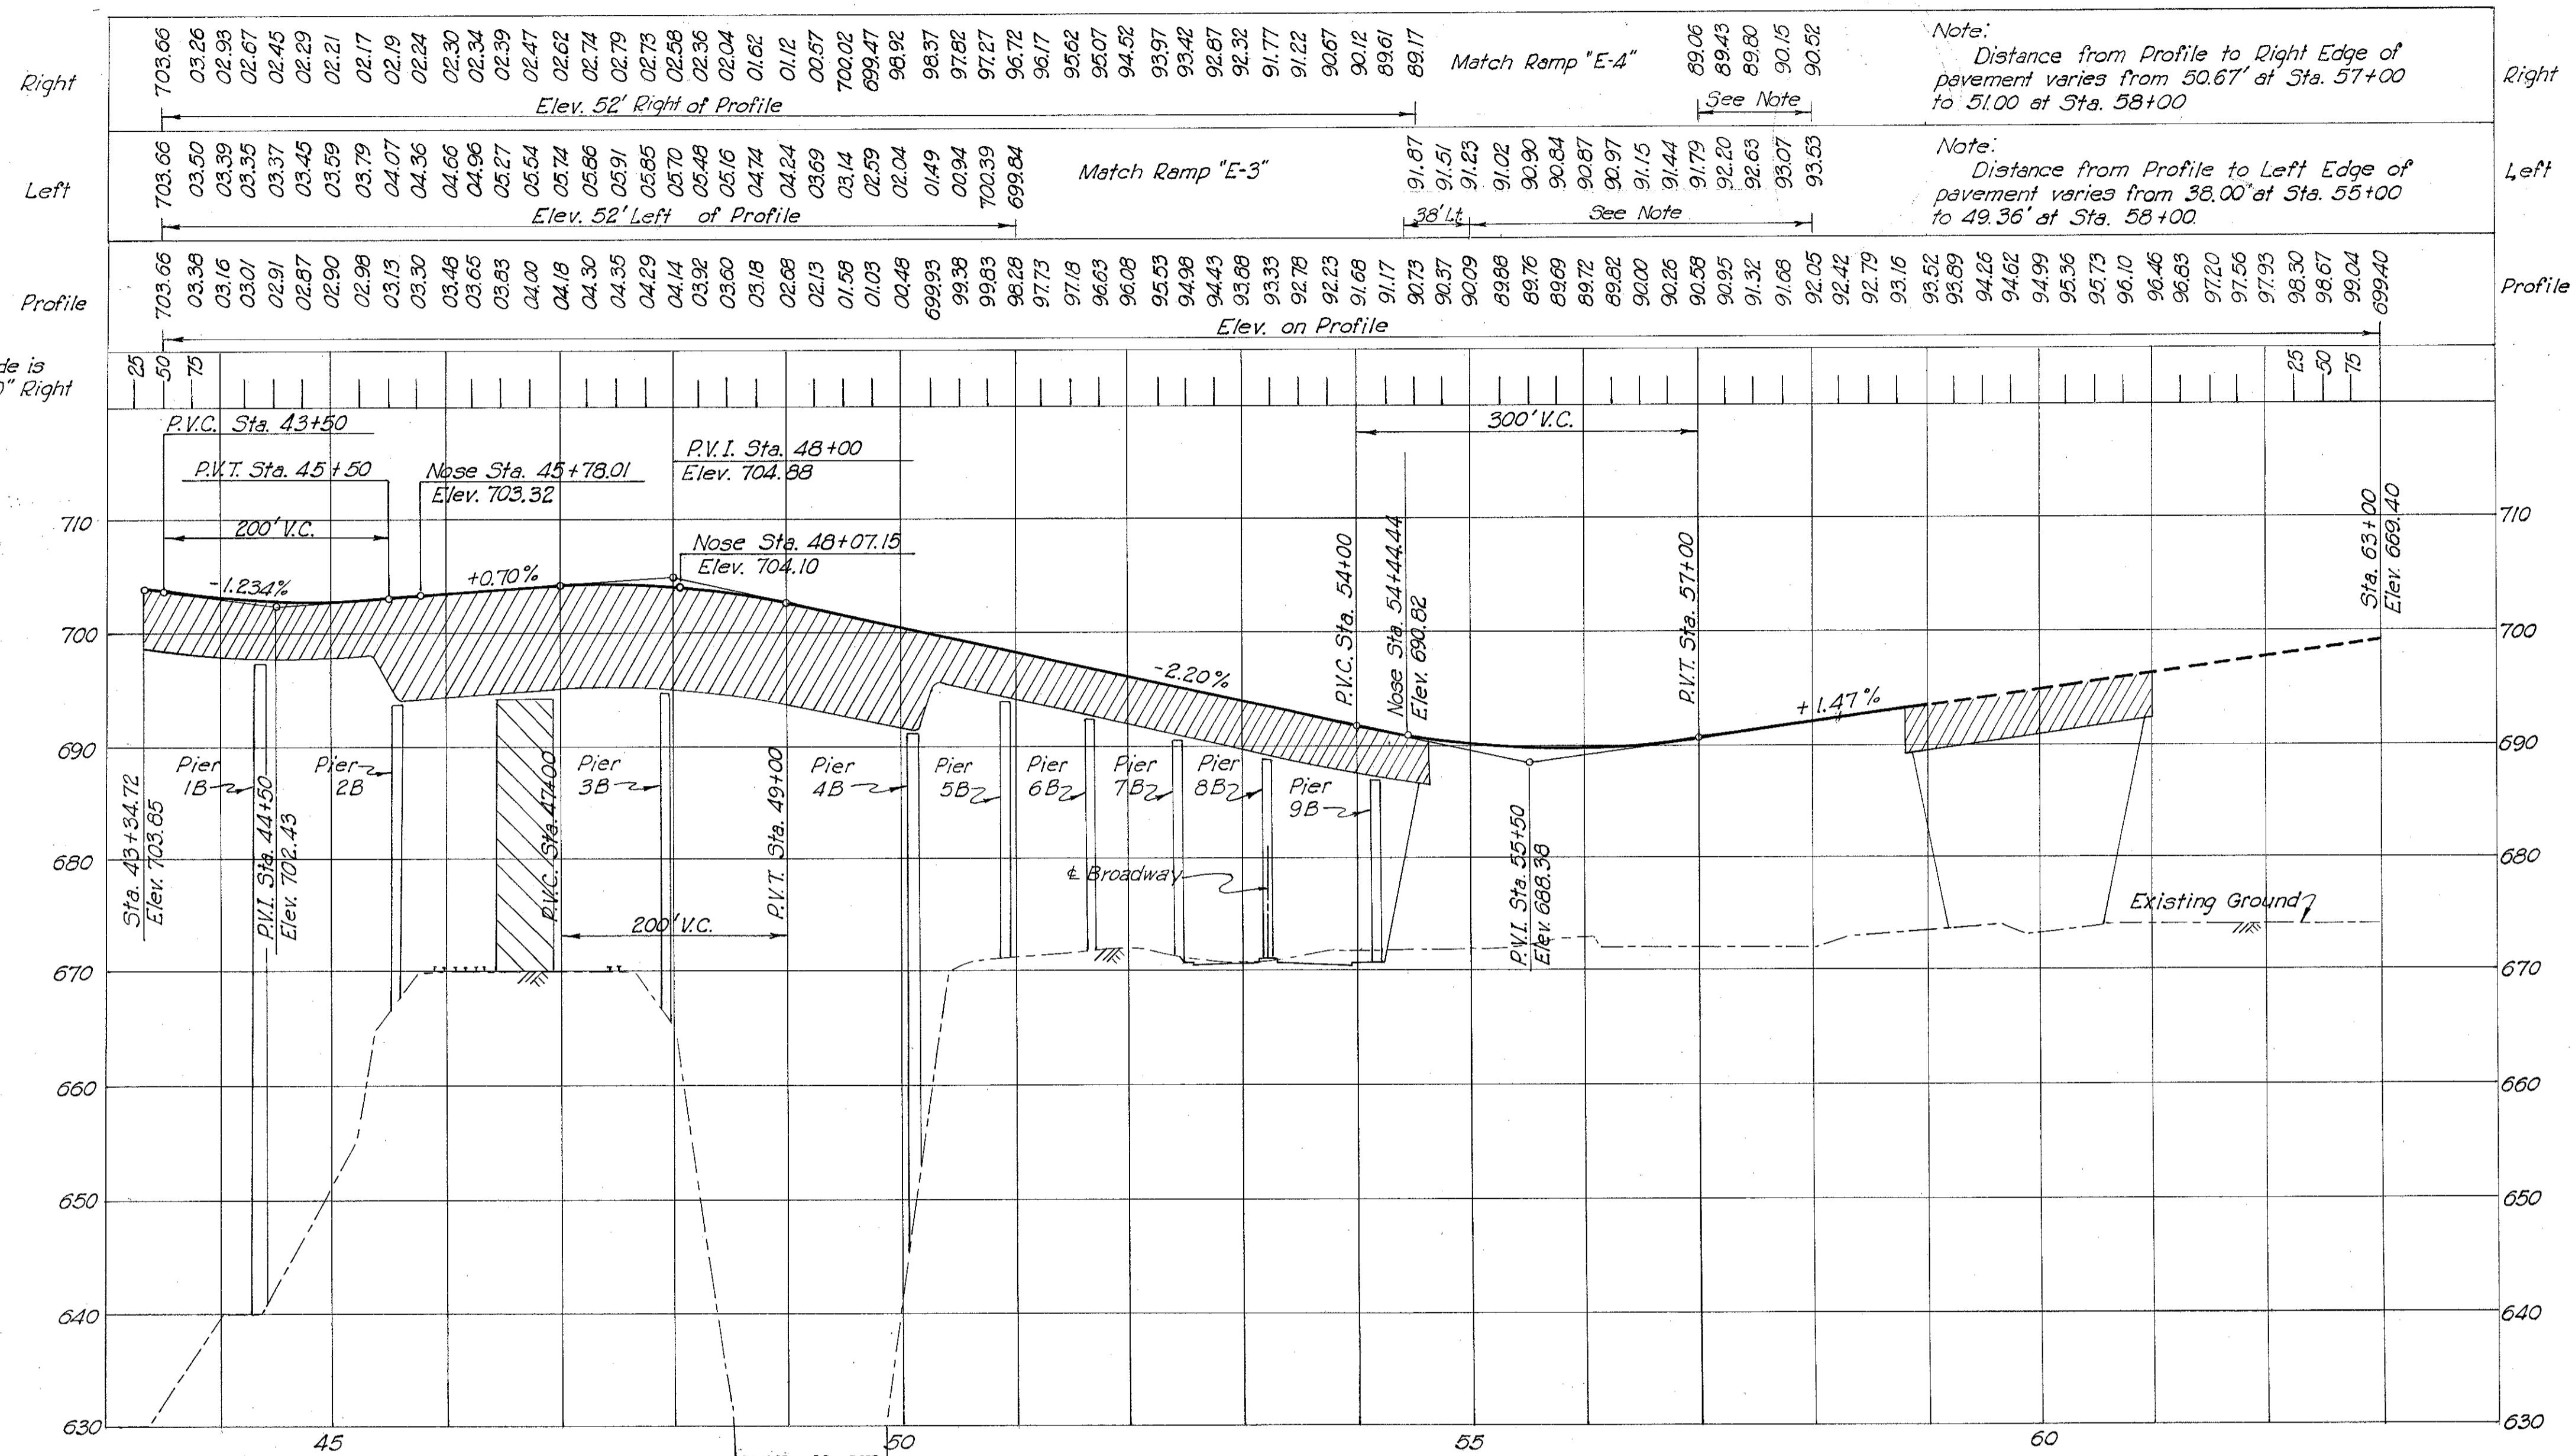 Right
703.66 03.26 02.93 02.67 02.45 02.29 02.21 02.17 02.19 02.24 02.30 02.34 02.39 02.47 02.62 02.74 02.79 02.73 02.58 02.36 02.04 01.62 01.12 00.57 700.02 699.47 98.92 98.37 97.82 97.27 96.72 96.17 95.62 95.07 94.52 93.97 93.42 92.87 92.32 91.77 91.22 90.67 90.12 89.61 89.17
Match Ramp "E-4"
89.06 89.43 89.80 90.15 90.52
Elev. 52' Right of Profile
See Note
Note:
Distance from Profile to Right Edge of
pavement varies from 50.67' at Sta. 57+00
to 51.00 at Sta. 58+00
Right
Left
703.66 03.50 03.39 03.35 03.37 03.45 03.59 03.79 04.07 04.36 04.66 04.96 05.27 05.54 05.74 05.86 05.91 05.85 05.70 05.48 05.16 04.74 04.24 03.69 03.14 02.59 02.04 01.49 00.94 700.39 699.84
Match Ramp "E-3"
91.87 91.51 91.23 91.02 90.90 90.84 90.87 90.97 91.15 91.44 91.79 92.20 92.63 93.07 93.53
Elev. 52' Left of Profile
38' Lt.
See Note
Note:
Distance from Profile to Left Edge of
pavement varies from 38.00' at Sta. 55+00
to 49.36' at Sta. 58+00.
Left
Profile
703.66 03.38 03.16 03.01 02.91 02.87 02.90 02.98 03.13 03.30 03.48 03.65 03.83 04.00 04.18 04.30 04.35 04.29 04.14 03.92 03.60 03.18 02.68 02.13 01.58 01.03 00.48 699.93 99.38 99.83 98.28 97.73 97.18 96.63 96.08 95.53 94.98 94.43 93.88 93.33 92.78 92.23 91.68 91.17 90.73 90.37 90.09 89.88 89.76 89.69 89.72 89.82 90.00 90.26 90.58 90.95 91.32 91.68 92.05 92.42 92.79 93.16 93.52 93.89 94.26 94.62 94.99 95.36 95.73 96.10 96.46 96.83 97.20 97.56 97.93 98.30 98.67 99.04 699.40
Elev. on Profile
Profile
de is
0" Right
25 50 75
25 50 75
P.V.C. Sta. 43+50
P.V.T. Sta. 45+50
Nose Sta. 45+78.01
Elev. 703.32
P.V.I. Sta. 48+00
Elev. 704.88
300' V.C.
200' V.C.
Nose Sta. 48+07.15
Elev. 704.10
-1.234%
+0.70%
-2.20%
+1.47%
P.V.C. Sta. 54+00
Nose Sta. 54+44.44
Elev. 690.82
P.V.T. Sta. 57+00
Sta. 63+00
Elev. 669.40
710
700
690
680
670
660
650
640
630
Sta. 43+34.72
Elev. 703.85
Pier
1B
P.V.I. Sta. 44+50
Elev. 702.43
Pier
2B
P.V.C. Sta. 47+00
Pier
3B
P.V.T. Sta. 49+00
200' V.C.
Pier
4B
Pier
5B
Pier
6B
Pier
7B
Pier
8B
Pier
9B
℄ Broadway
P.V.I. Sta. 55+50
Elev. 688.38
Existing Ground
710
700
690
680
670
660
650
640
630
45
50
55
60